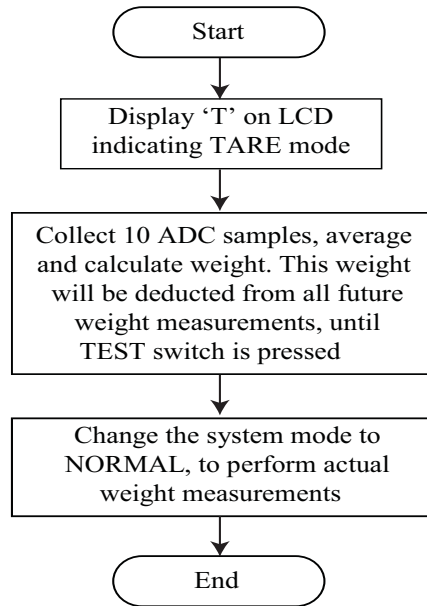 Start
Display ‘T’ on LCD
indicating TARE mode
Collect 10 ADC samples, average
and calculate weight. This weight
will be deducted from all future
weight measurements, until
TEST switch is pressed
Change the system mode to
NORMAL, to perform actual
weight measurements
End